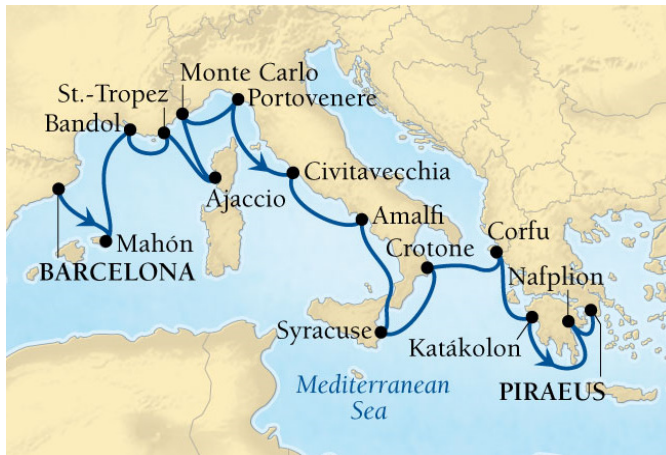 Monte Carlo
St.-Tropez
Portovenere
Bandol
Civitavecchia
Ajaccio
Amalfi
Mahón
Corfu
Crotone
BARCELONA
Nafplion
Syracuse
Katákolon
Mediterranean
Sea
PIRAEUS